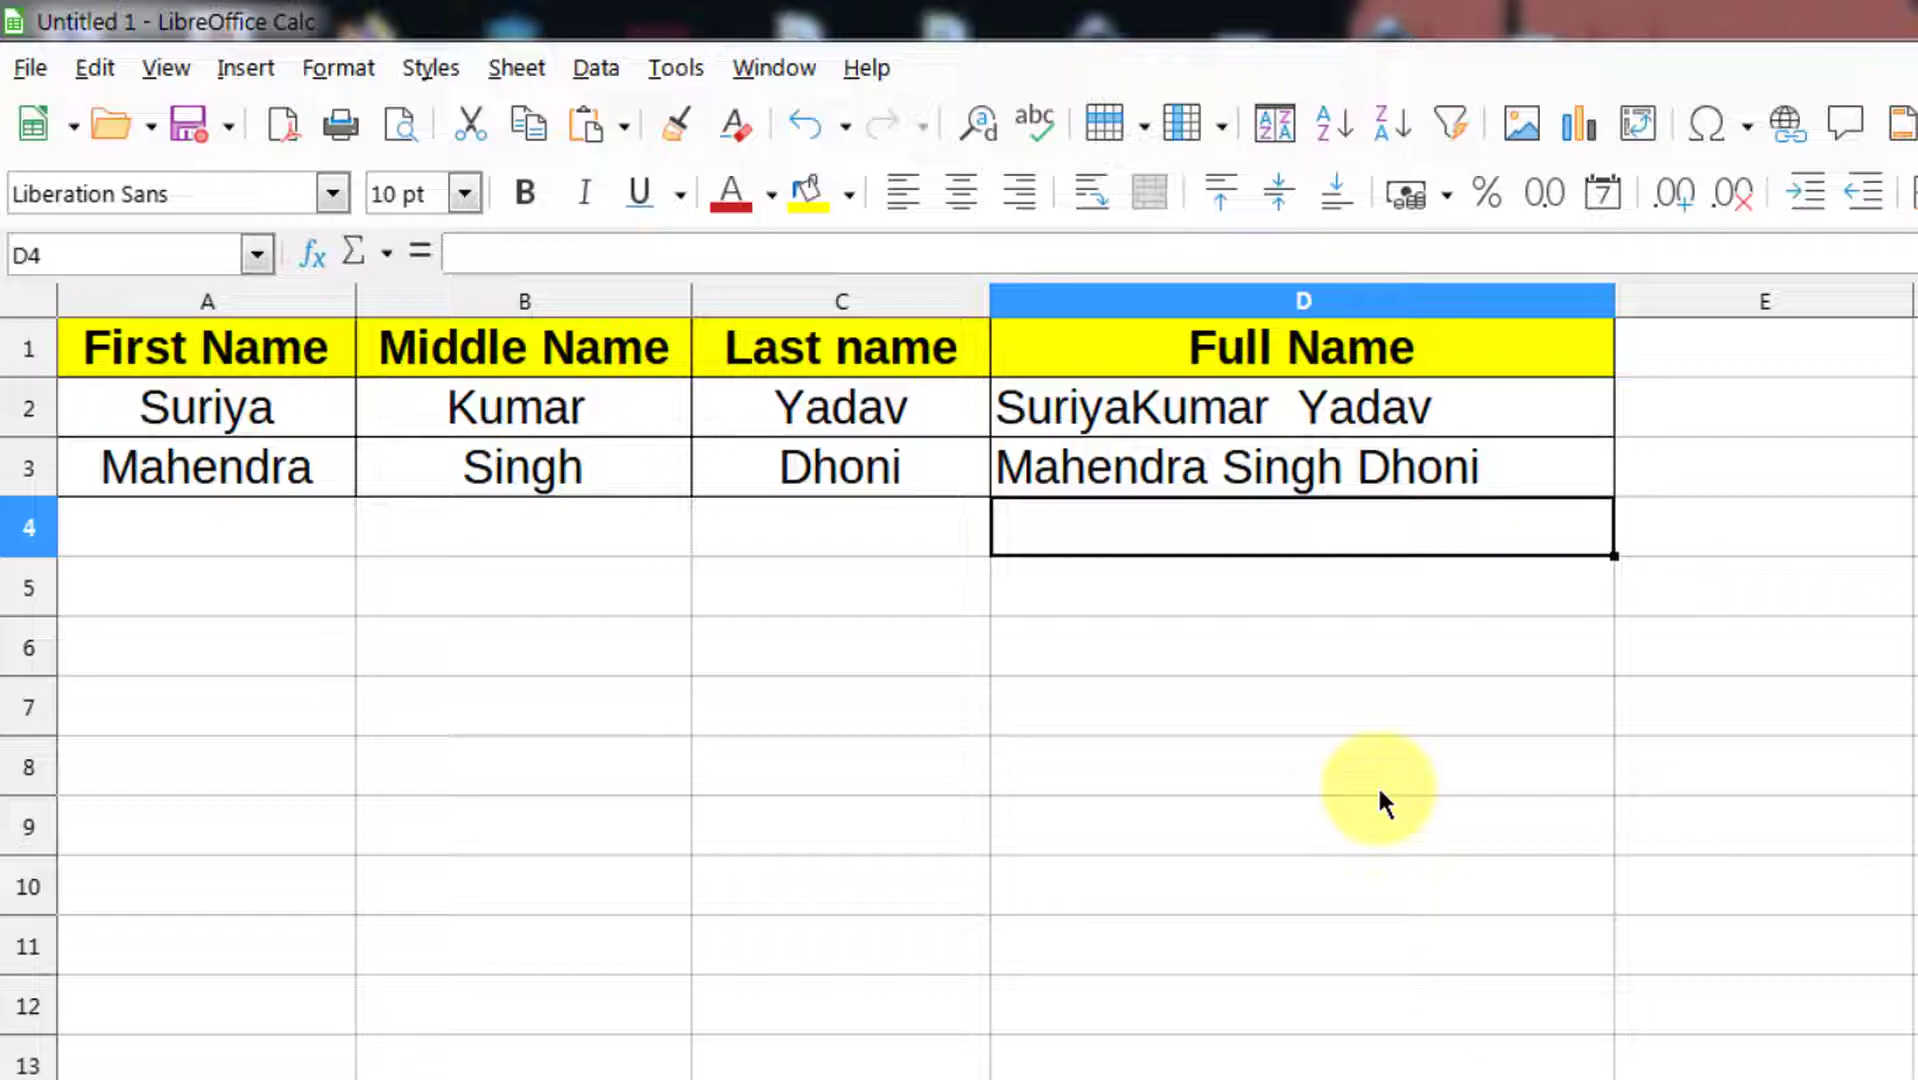 Untitled 1 - LibreOffice Calc
File Edit View Insert Format Styles Sheet Data Tools Window Help
Liberation Sans 10 pt
D4
A B C D E
1 First Name Middle Name Last name Full Name
2 Suriya Kumar Yadav SuriyaKumar  Yadav
3 Mahendra Singh Dhoni Mahendra Singh Dhoni
4
5
6
7
8
9
10
11
12
13